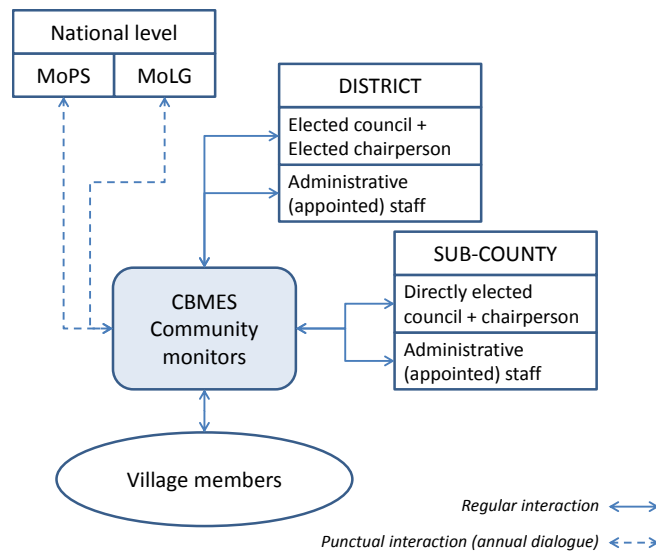 National level
MoPS
MoLG
DISTRICT
Elected council +
Elected chairperson
Administrative
(appointed) staff
SUB-COUNTY
Directly elected
council + chairperson
Administrative
(appointed) staff
CBMES
Community
monitors
Village members
Regular interaction
Punctual interaction (annual dialogue)